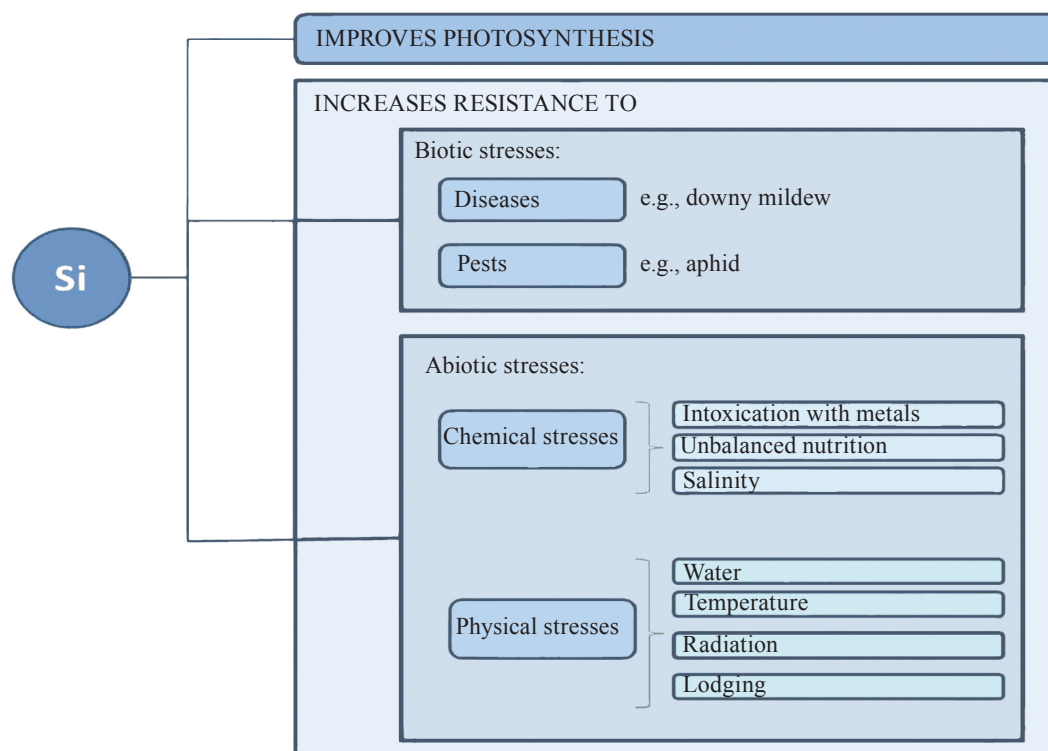 IMPROVES PHOTOSYNTHESIS
INCREASES RESISTANCE TO
Biotic stresses:
Diseases e.g., downy mildew
Pests e.g., aphid
Si
Abiotic stresses:
Chemical stresses
Intoxication with metals
Unbalanced nutrition
Salinity
Physical stresses
Water
Temperature
Radiation
Lodging